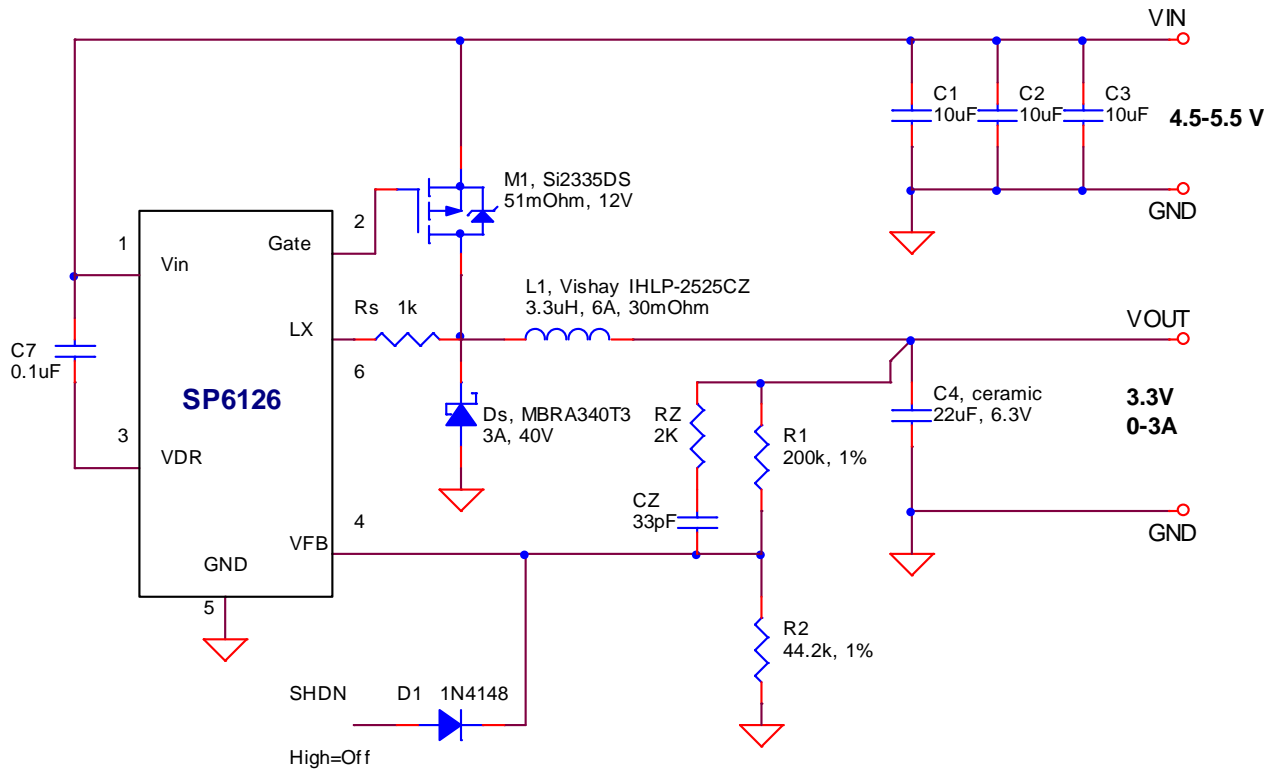 VIN
C1
10uF
C2
10uF
C3
10uF
4.5-5.5 V
GND
M1, Si2335DS
51mOhm, 12V
1
Vin
2
Gate
L1, Vishay IHLP-2525CZ
3.3uH, 6A, 30mOhm
Rs 1k
LX
6
VOUT
C7
0.1uF
SP6126
3
VDR
Ds, MBRA340T3
3A, 40V
RZ
2K
R1
200k, 1%
C4, ceramic
22uF, 6.3V
3.3V
0-3A
CZ
33pF
4
VFB
GND
GND
5
R2
44.2k, 1%
SHDN
D1 1N4148
High=Off